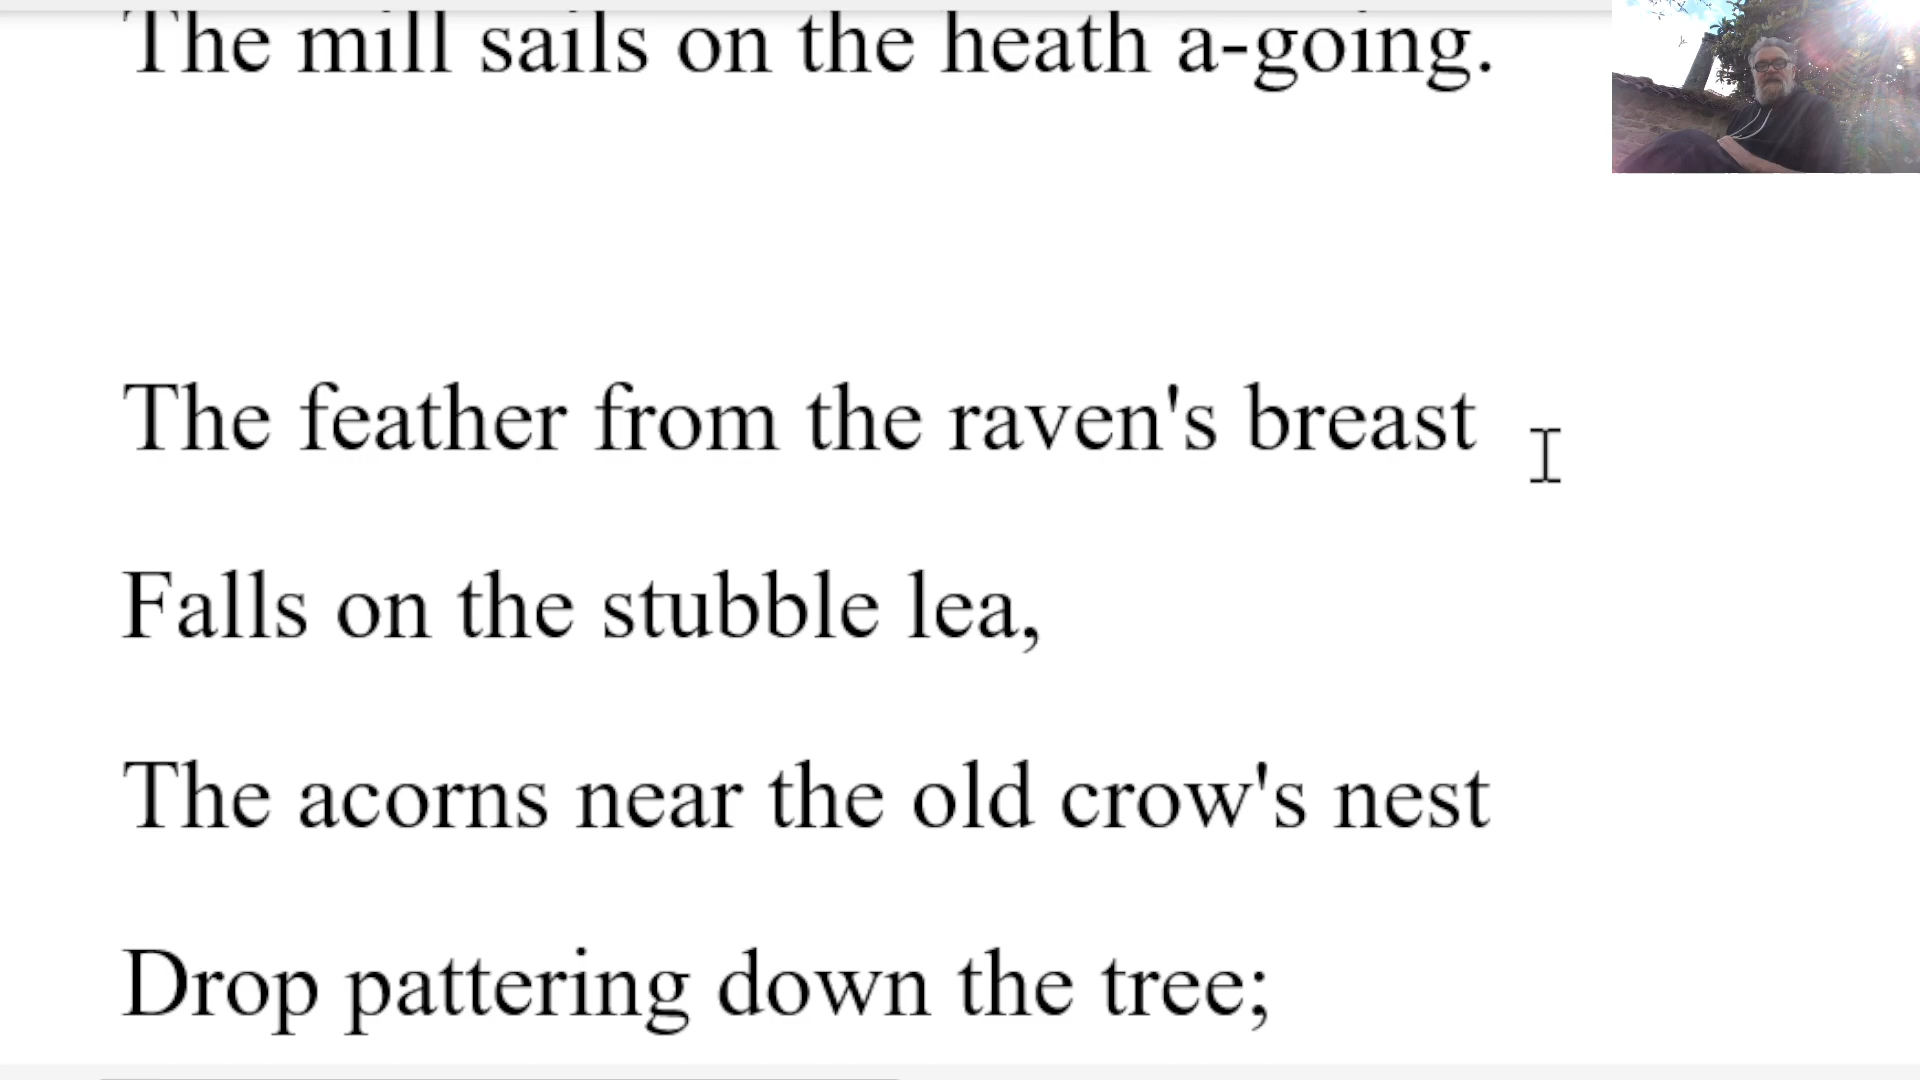 The mill sails on the heath a-going.
The feather from the raven's breast
Falls on the stubble lea,
The acorns near the old crow's nest
Drop pattering down the tree;